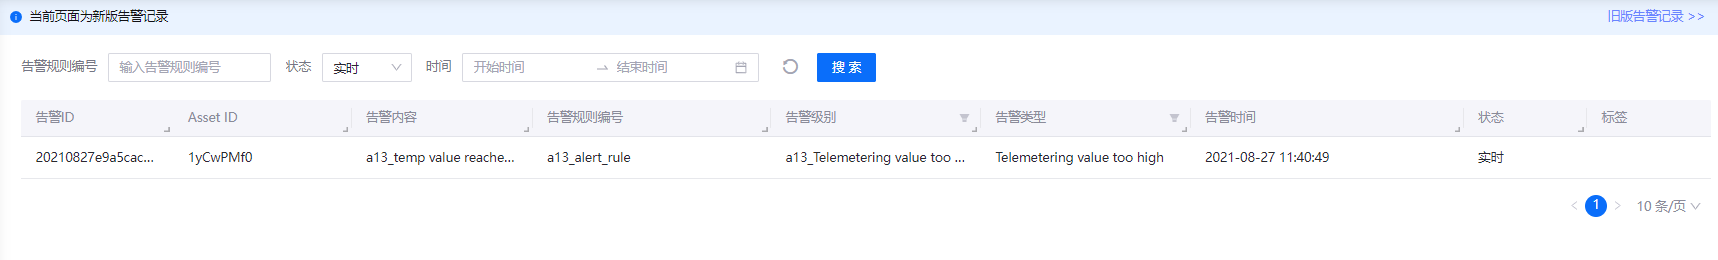 当前页面为新版告警记录
旧版告警记录 >>
告警规则编号 输入告警规则编号 状态 实时 时间 开始时间 → 结束时间 搜 索
告警ID Asset ID 告警内容 告警规则编号 告警级别 告警类型 告警时间 状态 标签
20210827e9a5cac... 1yCwPMf0 a13_temp value reache... a13_alert_rule a13_Telemetering value too ... Telemetering value too high 2021-08-27 11:40:49 实时
< 1 > 10 条/页